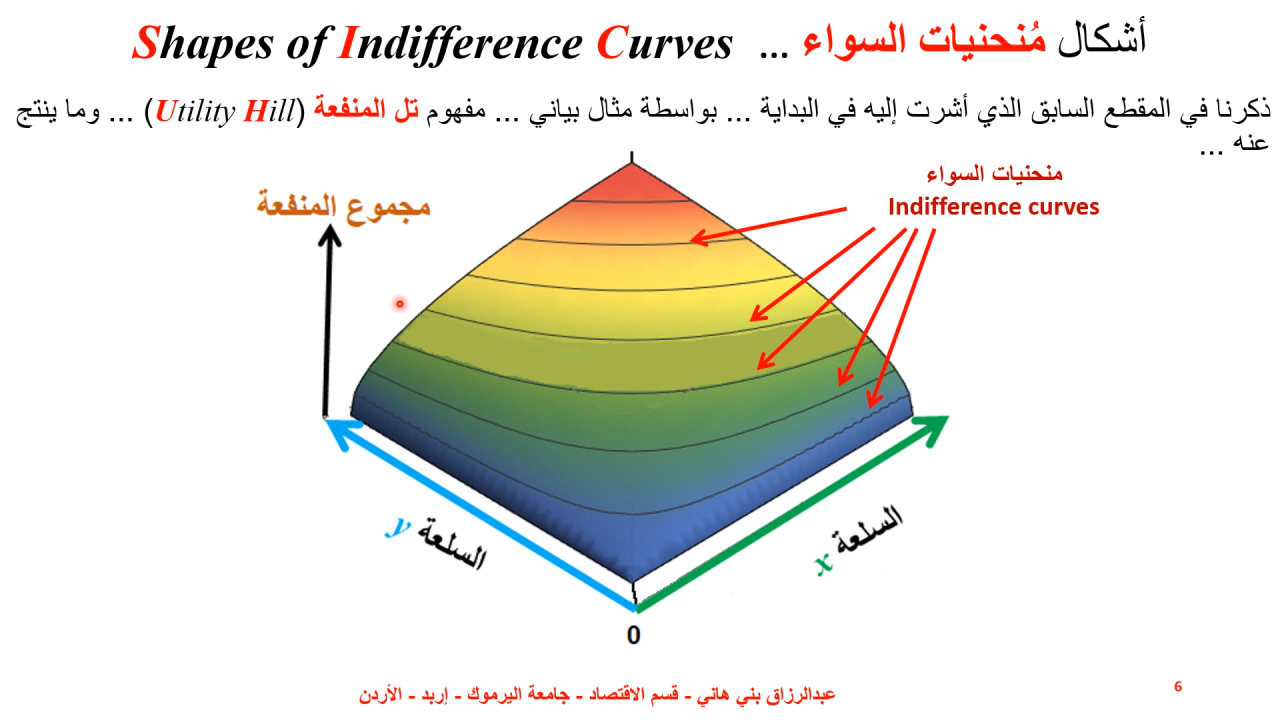 أشكال مُنحنيات السواء ... Shapes of Indifference Curves
ذكرنا في المقطع السابق الذي أشرت إليه في البداية ... بواسطة مثال بياني ... مفهوم تل المنفعة (Utility Hill) ... وما ينتج
عنه ...
منحنيات السواء
Indifference curves
مجموع المنفعة
السلعة y
السلعة x
0
عبدالرزاق بني هاني - قسم الاقتصاد - جامعة اليرموك - إربد - الأردن
6